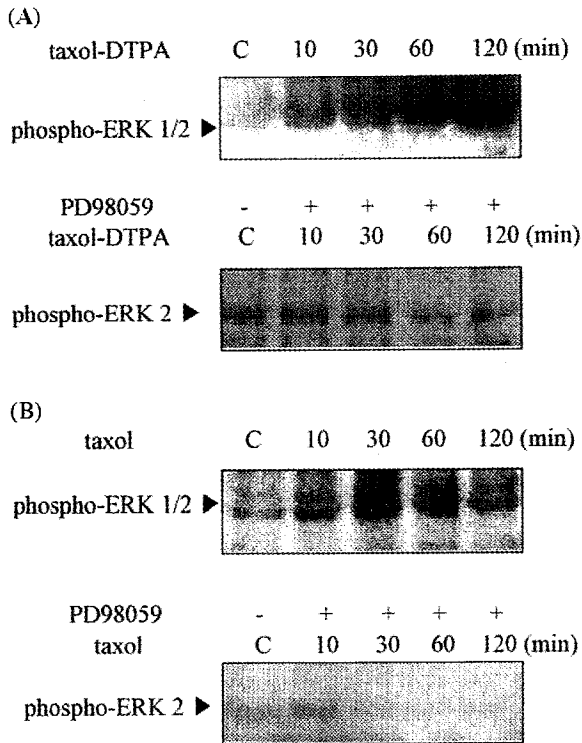 (A)
taxol-DTPA C 10 30 60 120 (min)
phospho-ERK 1/2
PD98059 - + + + +
taxol-DTPA C 10 30 60 120 (min)
phospho-ERK 2
(B)
taxol C 10 30 60 120 (min)
phospho-ERK 1/2
PD98059 - + + + +
taxol C 10 30 60 120 (min)
phospho-ERK 2